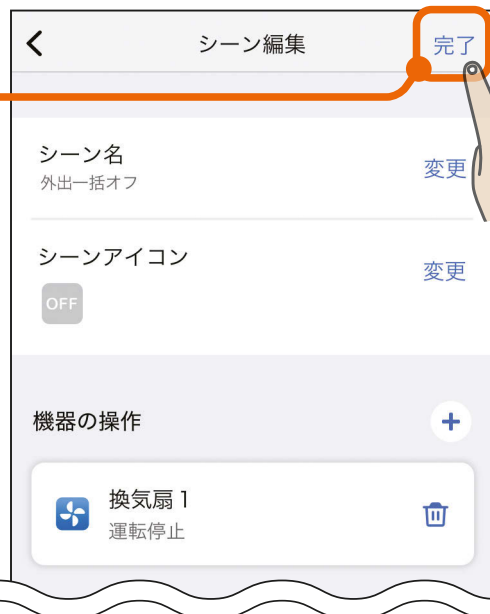 シーン編集 完了
シーン名
外出一括オフ
変更
シーンアイコン
OFF
変更
機器の操作
換気扇1
運転停止